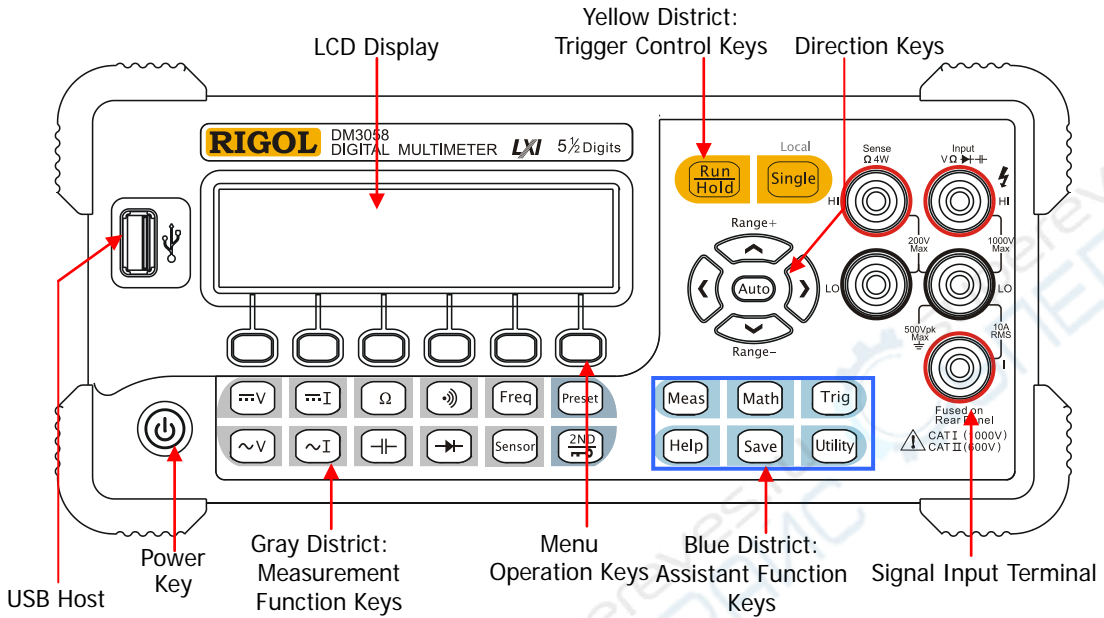 Yellow District:
Trigger Control Keys
LCD Display
Direction Keys
RIGOL
DM3058
DIGITAL MULTIMETER
LXI
5½Digits
Local
Run
Hold
Single
Sense
Ω 4W
Input
V Ω
HI
HI
Range+
Auto
Range-
200V
Max
1000V
Max
LO
LO
500Vpk
Max
10A
RMS
I
Fused on
Rear Panel
CAT I (1000V)
CAT II (600V)
V
I
Ω
Freq
Preset
~V
~I
Sensor
2ND
Meas
Math
Trig
Help
Save
Utility
USB Host
Power
Key
Gray District:
Measurement
Function Keys
Menu
Operation Keys
Blue District:
Assistant Function
Keys
Signal Input Terminal